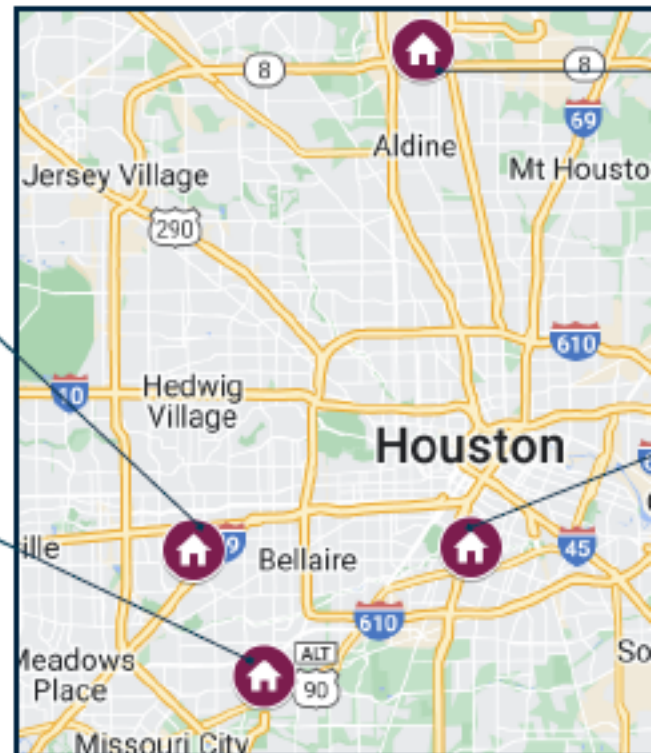 8
8
69
Aldine
Mt Housto
Jersey Village
290
610
10
Hedwig
Village
Houston
9
ille
Bellaire
45
610
ALT
90
So
Meadows
Place
Missouri City